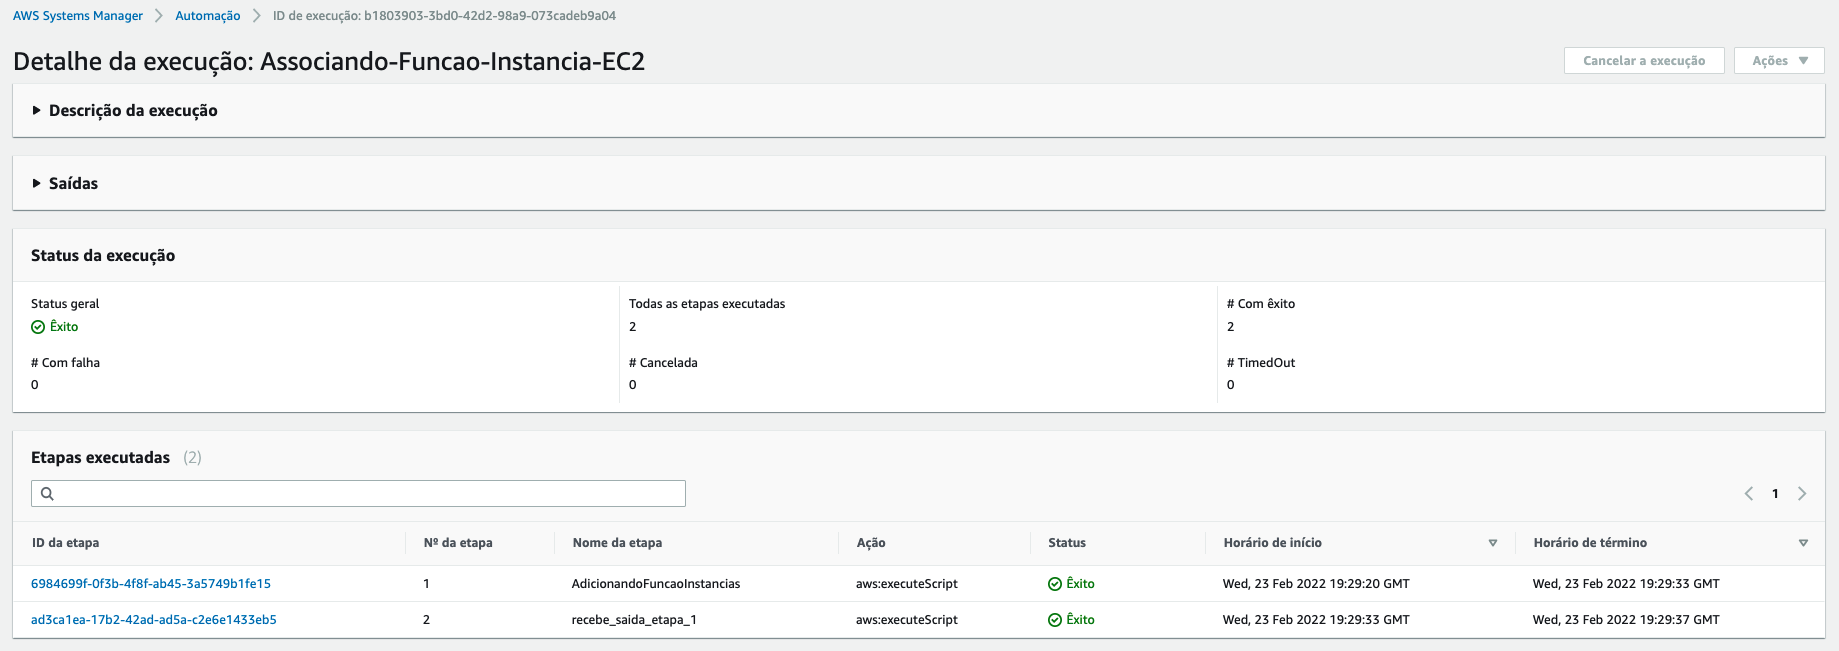 AWS Systems Manager > Automação > ID de execução: b1803903-3bd0-42d2-98a9-073cadeb9a04
Detalhe da execução: Associando-Funcao-Instancia-EC2
Cancelar a execução
Ações
Descrição da execução
Saídas
Status da execução
Status geral
Êxito
Todas as etapas executadas
2
# Com êxito
2
# Com falha
0
# Cancelada
0
# TimedOut
0
Etapas executadas (2)
1
ID da etapa Nº da etapa Nome da etapa Ação Status Horário de início Horário de término
6984699f-0f3b-4f8f-ab45-3a5749b1fe15 1 AdicionandoFuncaoInstancias aws:executeScript Êxito Wed, 23 Feb 2022 19:29:20 GMT Wed, 23 Feb 2022 19:29:33 GMT
ad3ca1ea-17b2-42ad-ad5a-c2e6e1433eb5 2 recebe_saida_etapa_1 aws:executeScript Êxito Wed, 23 Feb 2022 19:29:33 GMT Wed, 23 Feb 2022 19:29:37 GMT